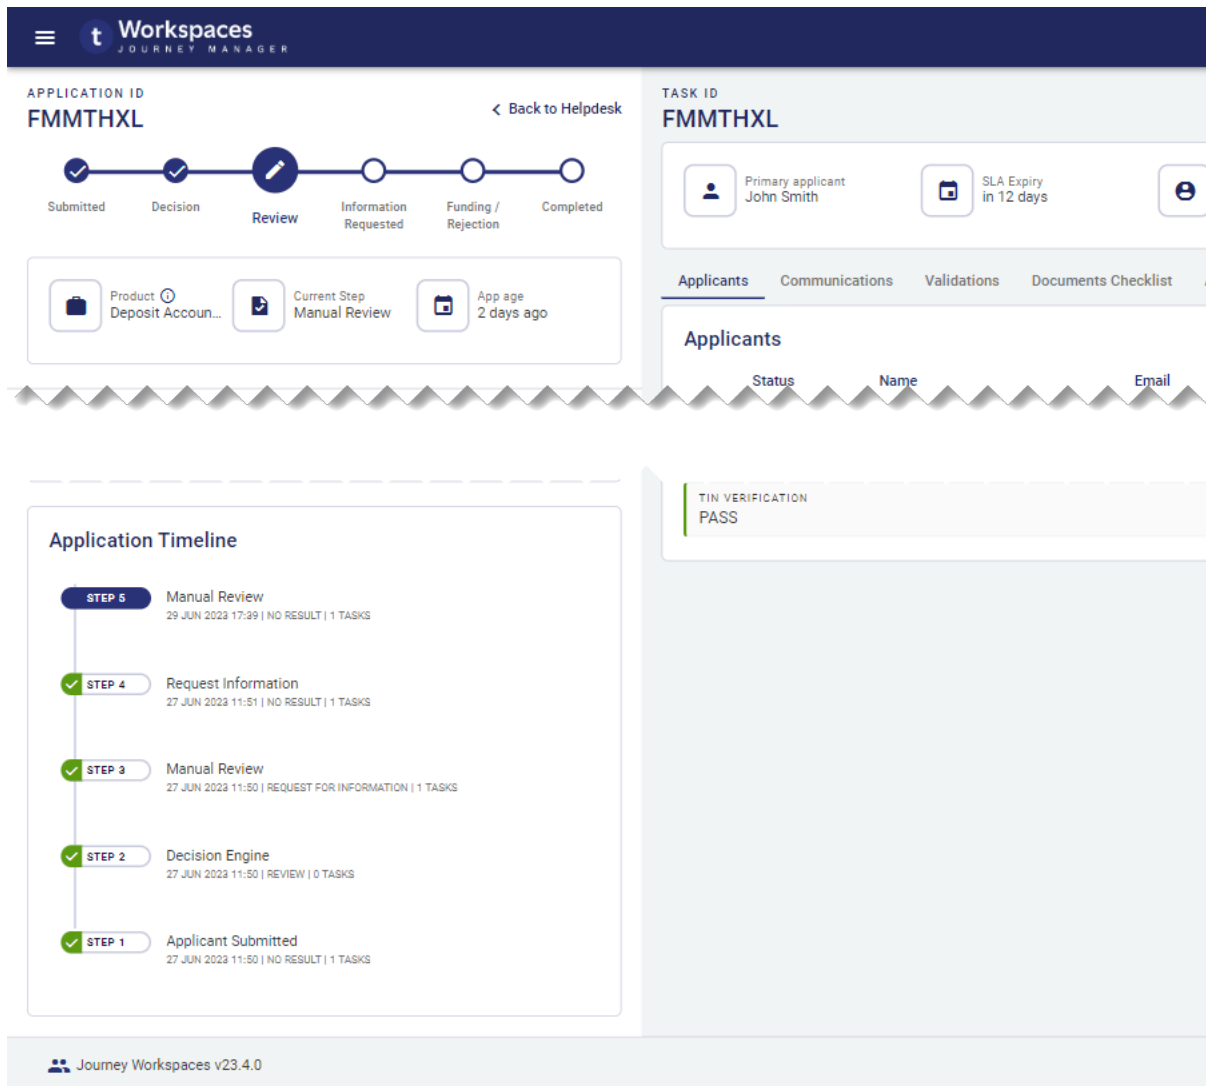 t Workspaces
JOURNEY MANAGER
APPLICATION ID
FMMTHXL
Back to Helpdesk
Submitted
Decision
Review
Information
Requested
Funding /
Rejection
Completed
Product
Deposit Accoun...
Current Step
Manual Review
App age
2 days ago
TASK ID
FMMTHXL
Primary applicant
John Smith
SLA Expiry
in 12 days
Applicants Communications Validations Documents Checklist
Applicants
Status Name Email
Application Timeline
STEP 5 Manual Review
29 JUN 2023 17:39 | NO RESULT | 1 TASKS
STEP 4 Request Information
27 JUN 2023 11:51 | NO RESULT | 1 TASKS
STEP 3 Manual Review
27 JUN 2023 11:50 | REQUEST FOR INFORMATION | 1 TASKS
STEP 2 Decision Engine
27 JUN 2023 11:50 | REVIEW | 0 TASKS
STEP 1 Applicant Submitted
27 JUN 2023 11:50 | NO RESULT | 1 TASKS
TIN VERIFICATION
PASS
Journey Workspaces v23.4.0